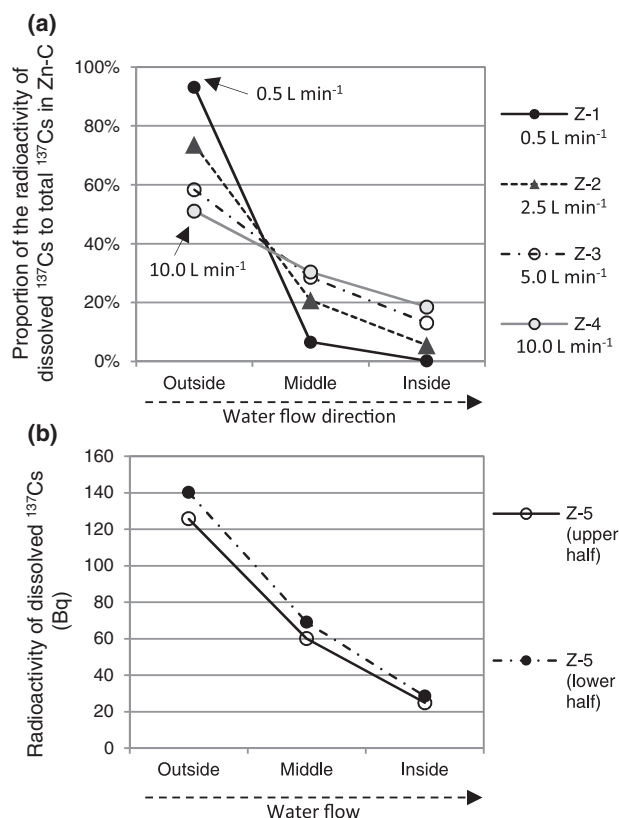 (a)
Proportion of the radioactivity of
dissolved ¹³⁷Cs to total ¹³⁷Cs in Zn-C
100%
80%
60%
40%
20%
0%
0.5 L min⁻¹
10.0 L min⁻¹
Outside
Middle
Inside
Water flow direction
Z-1
0.5 L min⁻¹
Z-2
2.5 L min⁻¹
Z-3
5.0 L min⁻¹
Z-4
10.0 L min⁻¹
(b)
Radioactivity of dissolved ¹³⁷Cs
(Bq)
160
140
120
100
80
60
40
20
0
Outside
Middle
Inside
Water flow
Z-5
(upper
half)
Z-5
(lower
half)